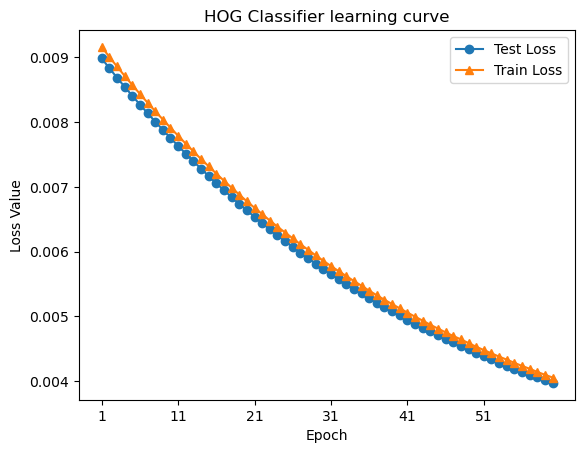 HOG Classifier learning curve
Test Loss
Train Loss
0.009
0.008
0.007
0.006
0.005
0.004
Loss Value
1 11 21 31 41 51
Epoch